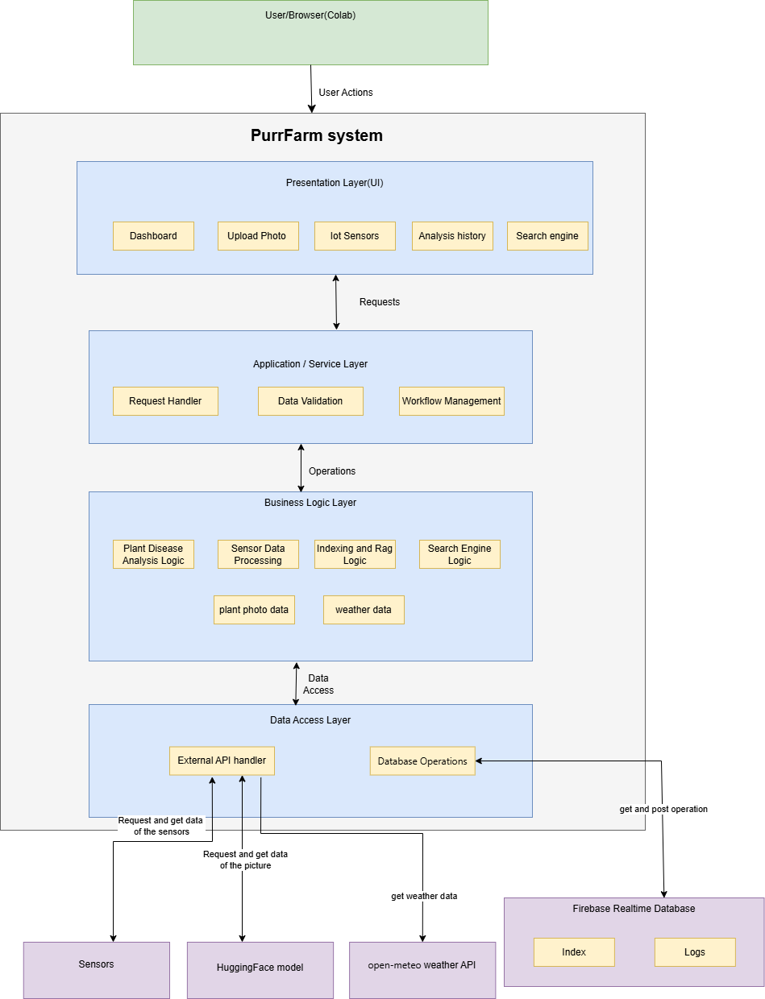 User/Browser(Colab)
User Actions
PurrFarm system
Presentation Layer(UI)
Dashboard
Upload Photo
Iot Sensors
Analysis history
Search engine
Requests
Application / Service Layer
Request Handler
Data Validation
Workflow Management
Operations
Business Logic Layer
Plant Disease
Analysis Logic
Sensor Data
Processing
Indexing and Rag
Logic
Search Engine
Logic
plant photo data
weather data
Data
Access
Data Access Layer
External API handler
Database Operations
get and post operation
Request and get data
of the sensors
Request and get data
of the picture
get weather data
Sensors
HuggingFace model
open-meteo weather API
Firebase Realtime Database
Index
Logs